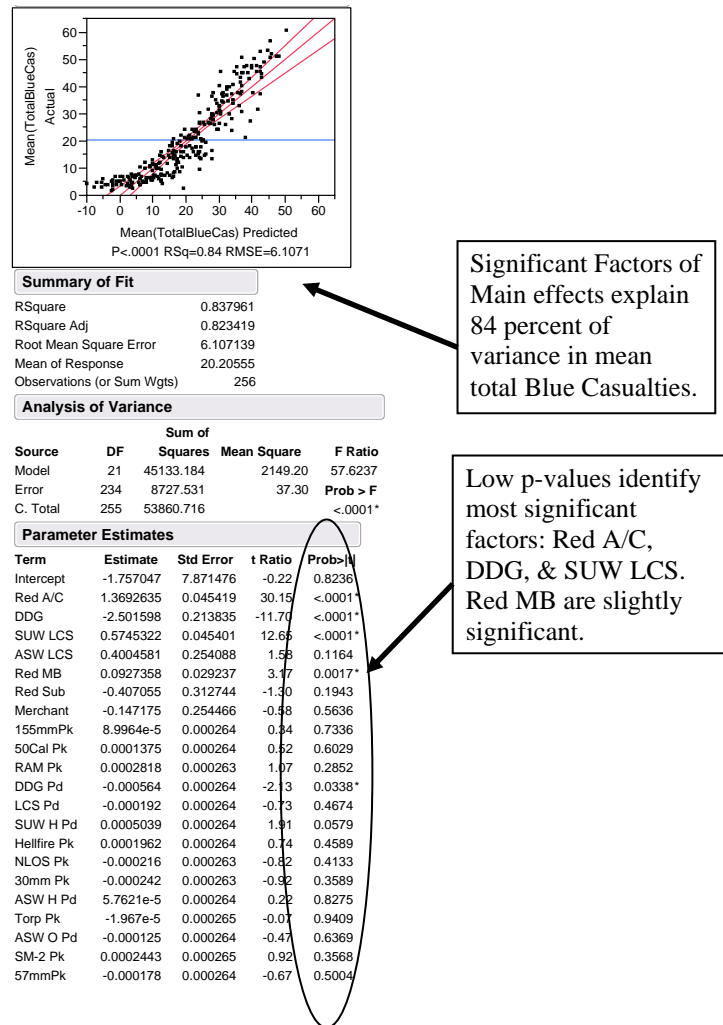 60
50
40
30
20
10
0
Mean(TotalBlueCas)
Actual
-10 0 10 20 30 40 50 60
Mean(TotalBlueCas) Predicted
P<.0001 RSq=0.84 RMSE=6.1071
Summary of Fit
RSquare 0.837961
RSquare Adj 0.823419
Root Mean Square Error 6.107139
Mean of Response 20.20555
Observations (or Sum Wgts) 256
Analysis of Variance
Sum of
Source DF Squares Mean Square F Ratio
Model 21 45133.184 2149.20 57.6237
Error 234 8727.531 37.30 Prob > F
C. Total 255 53860.716 <.0001*
Parameter Estimates
Term Estimate Std Error t Ratio Prob>|t|
Intercept -1.757047 7.871476 -0.22 0.8236
Red A/C 1.3692635 0.045419 30.15 <.0001*
DDG -2.501598 0.213835 -11.70 <.0001*
SUW LCS 0.5745322 0.045401 12.65 <.0001*
ASW LCS 0.4004581 0.254088 1.58 0.1164
Red MB 0.0927358 0.029237 3.17 0.0017*
Red Sub -0.407055 0.312744 -1.30 0.1943
Merchant -0.147175 0.254466 -0.58 0.5636
155mmPk 8.9964e-5 0.000264 0.34 0.7336
50Cal Pk 0.0001375 0.000264 0.52 0.6029
RAM Pk 0.0002818 0.000263 1.07 0.2852
DDG Pd -0.000564 0.000264 -2.13 0.0338*
LCS Pd -0.000192 0.000264 -0.73 0.4674
SUW H Pd 0.0005039 0.000264 1.91 0.0579
Hellfire Pk 0.0001962 0.000264 0.74 0.4589
NLOS Pk -0.000216 0.000263 -0.82 0.4133
30mm Pk -0.000242 0.000263 -0.92 0.3589
ASW H Pd 5.7621e-5 0.000264 0.22 0.8275
Torp Pk -1.967e-5 0.000265 -0.07 0.9409
ASW O Pd -0.000125 0.000264 -0.47 0.6369
SM-2 Pk 0.0002443 0.000265 0.92 0.3568
57mmPk -0.000178 0.000264 -0.67 0.5004
Significant Factors of
Main effects explain
84 percent of
variance in mean
total Blue Casualties.
Low p-values identify
most significant
factors: Red A/C,
DDG, & SUW LCS.
Red MB are slightly
significant.